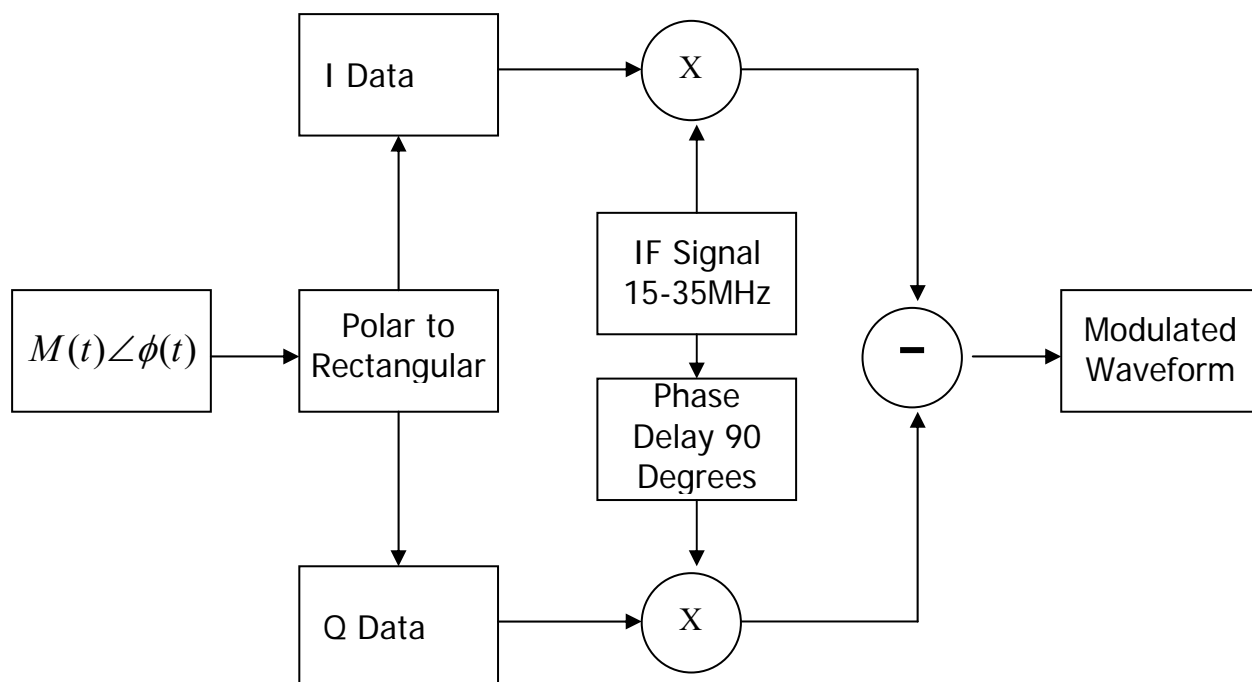 I Data
X
IF Signal
15-35MHz
M(t)∠ϕ(t)
Polar to
Rectangular
−
Modulated
Waveform
Phase
Delay 90
Degrees
Q Data
X